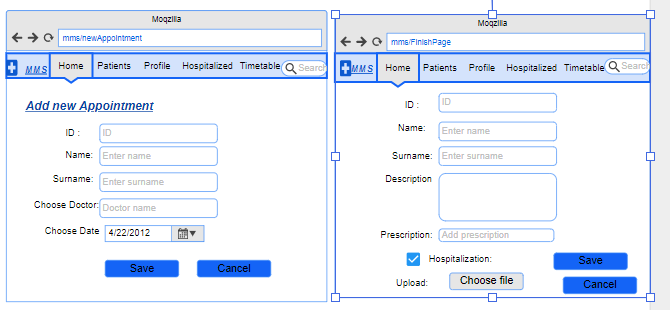 Moqzilla
mms/newAppointment
MMS Home Patients Profile Hospitalized Timetable Search
Add new Appointment
ID : ID
Name: Enter name
Surname: Enter surname
Choose Doctor: Doctor name
Choose Date 4/22/2012
Save Cancel
Moqzilla
mms/FinishPage
MMS Home Patients Profile Hospitalized Timetable Search
ID : ID
Name: Enter name
Surname: Enter surname
Description
Prescription: Add prescription
Hospitalization: Save
Upload: Choose file Cancel